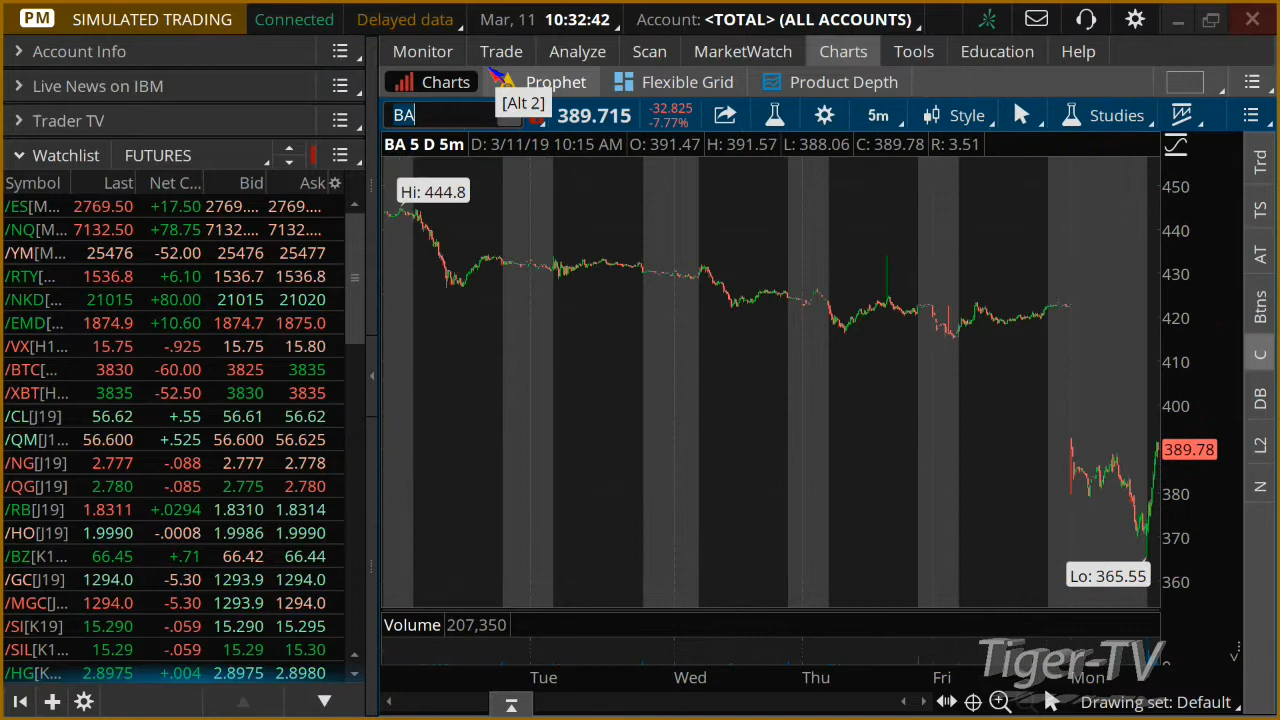 PM SIMULATED TRADING Connected Delayed data Mar, 11 10:32:42 Account: <TOTAL> (ALL ACCOUNTS)
Account Info
Live News on IBM
Trader TV
Watchlist FUTURES
Symbol Last Net C... Bid Ask
/ES[M... 2769.50 +17.50 2769.... 2769....
/NQ[M... 7132.50 +78.75 7132.... 7132....
/YM[M... 25476 -52.00 25476 25477
/RTY[... 1536.8 +6.10 1536.7 1536.8
/NKD[... 21015 +80.00 21015 21020
/EMD[... 1874.9 +10.60 1874.7 1875.0
/VX[H1... 15.75 -.925 15.75 15.80
/BTC[... 3830 -60.00 3825 3835
/XBT[H... 3835 -52.50 3830 3835
/CL[J19] 56.62 +.55 56.61 56.62
/QM[J1... 56.600 +.525 56.600 56.625
/NG[J19] 2.777 -.088 2.777 2.778
/QG[J19] 2.780 -.085 2.775 2.780
/RB[J19] 1.8311 +.0294 1.8310 1.8314
/HO[J19] 1.9990 -.0008 1.9986 1.9990
/BZ[K1... 66.45 +.71 66.42 66.44
/GC[J19] 1294.0 -5.30 1293.9 1294.0
/MGC[J... 1294.0 -5.30 1293.9 1294.0
/SI[K19] 15.290 -.059 15.290 15.295
/SIL[K1... 15.29 -.059 15.29 15.30
/HG[K... 2.8975 +.004 2.8975 2.8980
Monitor Trade Analyze Scan MarketWatch Charts Tools Education Help
Charts Prophet Flexible Grid Product Depth
[Alt 2]
BA 389.715 -32.825 -7.77% 5m Style Studies
BA 5 D 5m D: 3/11/19 10:15 AM O: 391.47 H: 391.57 L: 388.06 C: 389.78 R: 3.51
Hi: 444.8
450
440
430
420
410
400
389.78
380
370
Lo: 365.55
360
Volume 207,350
0
Tue Wed Thu Fri Mon
Tiger-TV
Drawing set: Default
Trd
TS
AT
Btns
C
DB
L2
N